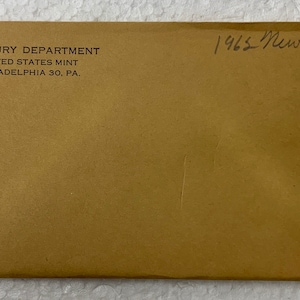 URY DEPARTMENT
ED STATES MINT
ADELPHIA 30, PA.
1962 New